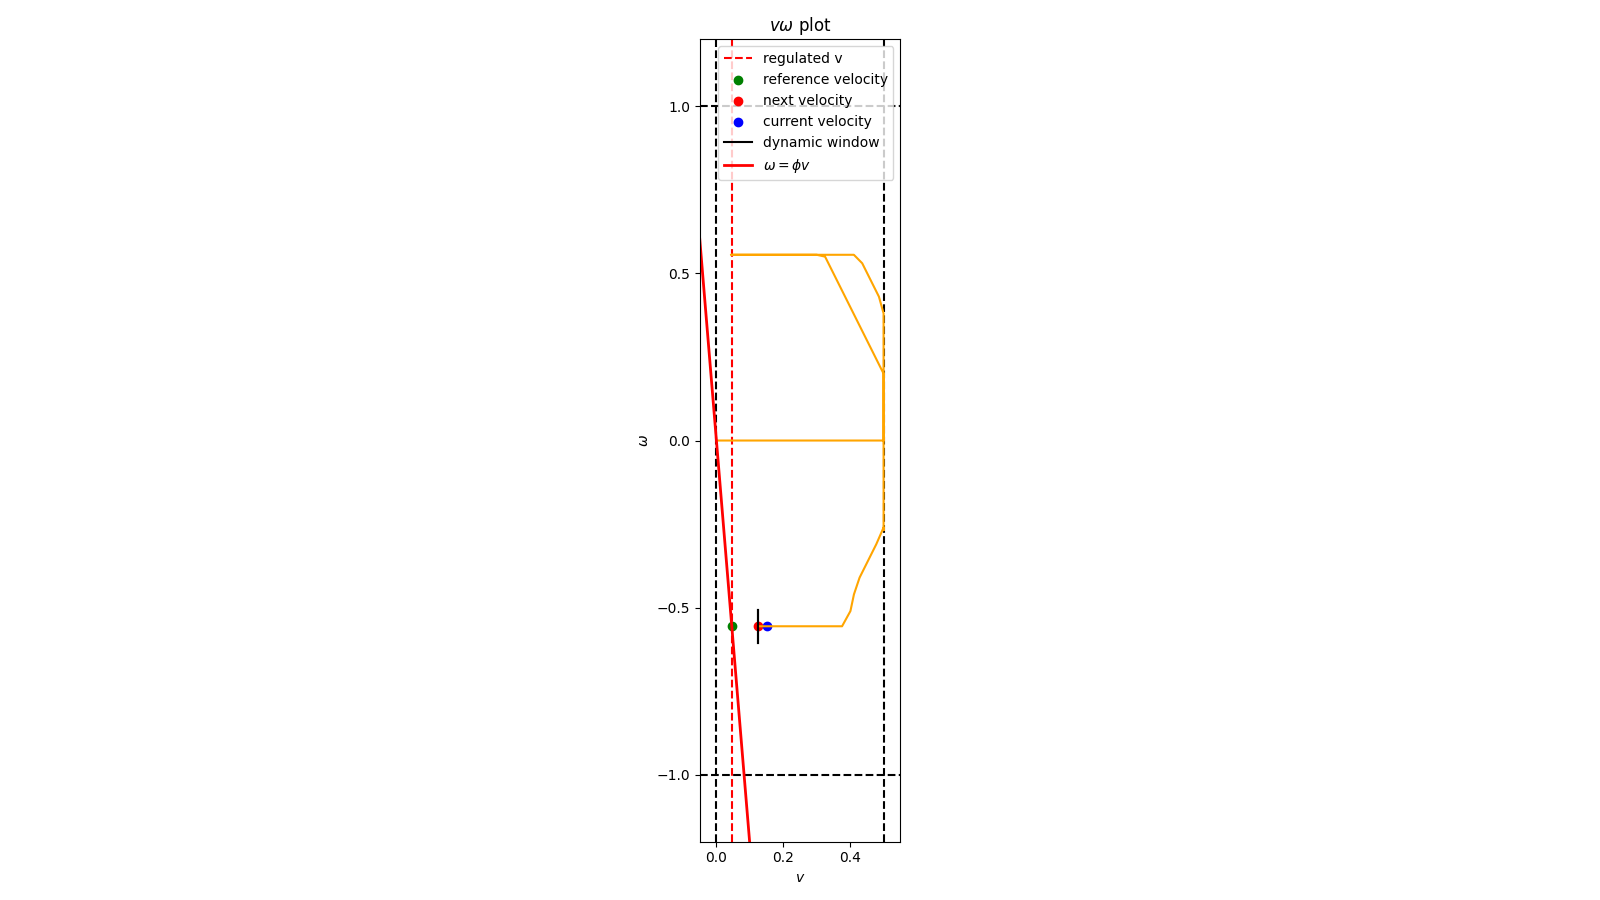 vω plot
regulated v
reference velocity
next velocity
current velocity
dynamic window
ω = ϕv
1.0
0.5
0.0
−0.5
−1.0
ω
0.0 0.2 0.4
v